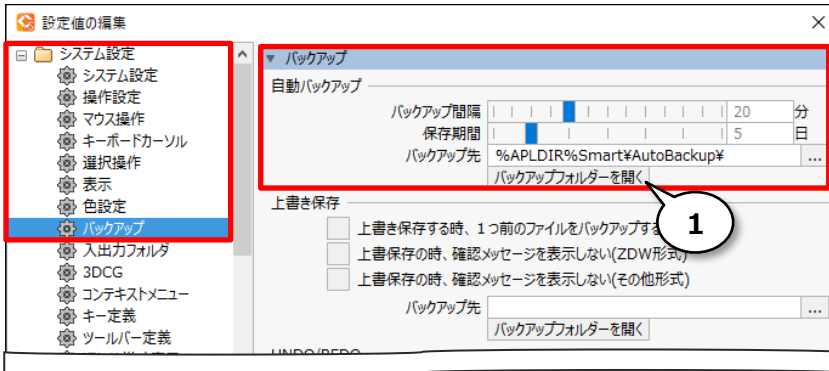 設定値の編集
システム設定
システム設定
操作設定
マウス操作
キーボードカーソル
選択操作
表示
色設定
バックアップ
入出力フォルダ
3DCG
コンテキストメニュー
キー定義
ツールバー定義
バックアップ
自動バックアップ
バックアップ間隔 20 分
保存期間 5 日
バックアップ先 %APLDIR%Smart¥AutoBackup¥ ...
バックアップフォルダーを開く
1
上書き保存
上書き保存する時、1つ前のファイルをバックアップする
上書保存の時、確認メッセージを表示しない(ZDW形式)
上書保存の時、確認メッセージを表示しない(その他形式)
バックアップ先 ...
バックアップフォルダーを開く
UNDO/REDO